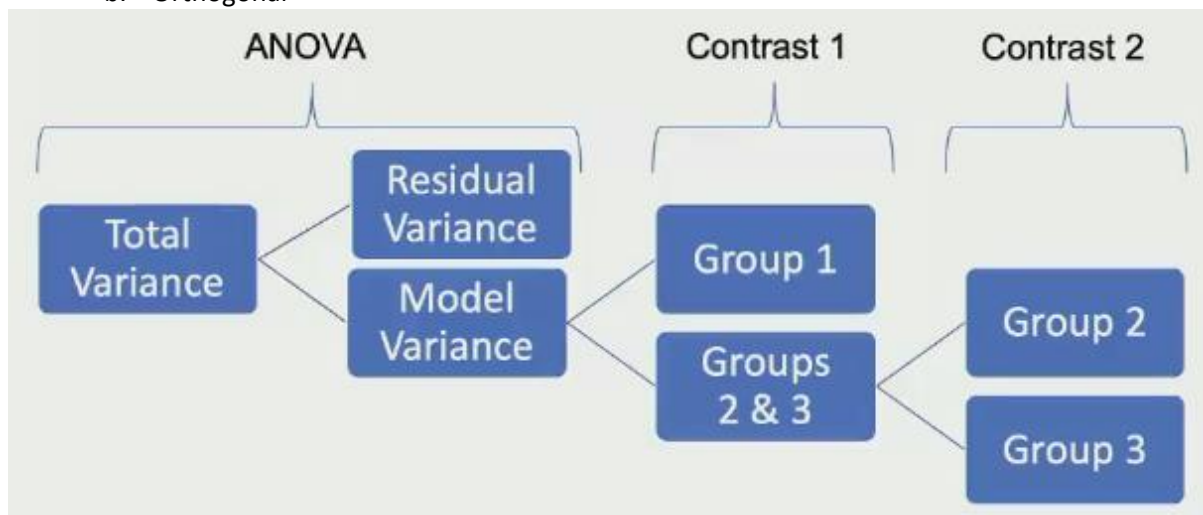 b. Orthogonal
ANOVA
Contrast 1
Contrast 2
Total
Variance
Residual
Variance
Model
Variance
Group 1
Groups
2 & 3
Group 2
Group 3